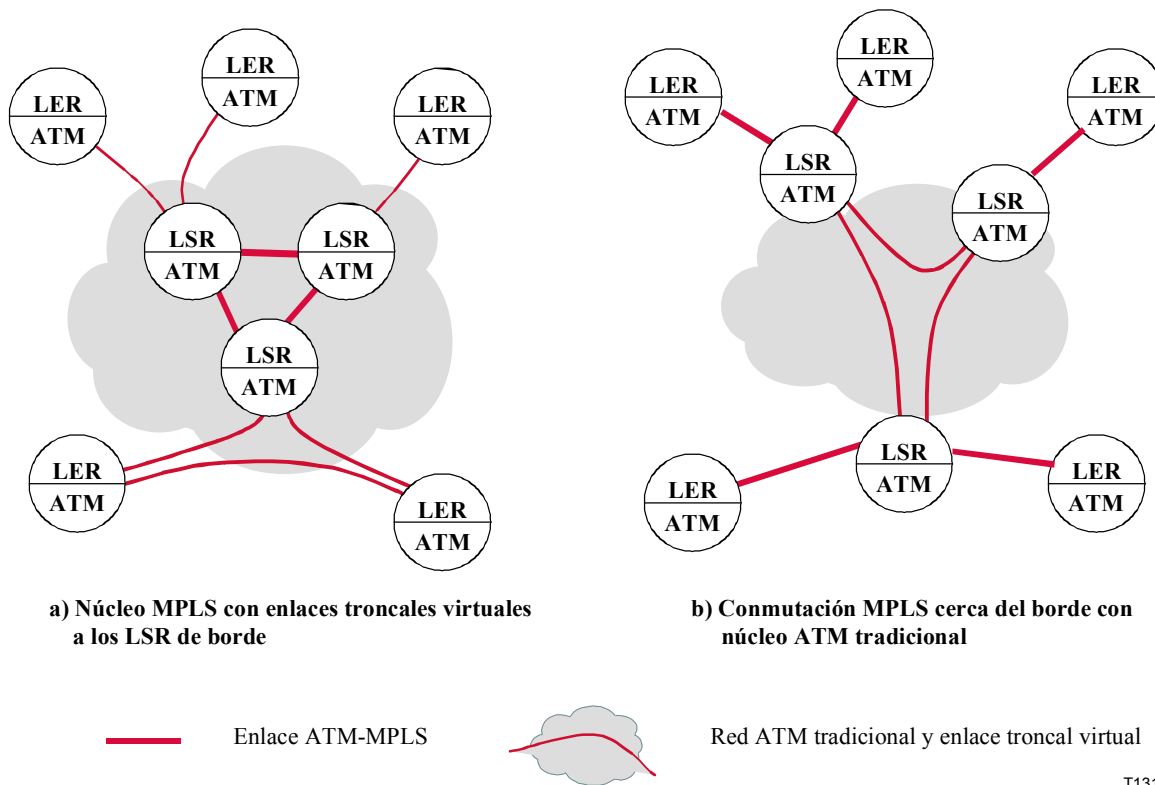 LER
ATM
LER
ATM
LER
ATM
LSR
ATM
LSR
ATM
LSR
ATM
LER
ATM
LER
ATM
a) Núcleo MPLS con enlaces troncales virtuales
a los LSR de borde
LER
ATM
LER
ATM
LER
ATM
LSR
ATM
LSR
ATM
LSR
ATM
LER
ATM
LER
ATM
b) Conmutación MPLS cerca del borde con
núcleo ATM tradicional
Enlace ATM-MPLS
Red ATM tradicional y enlace troncal virtual
T131